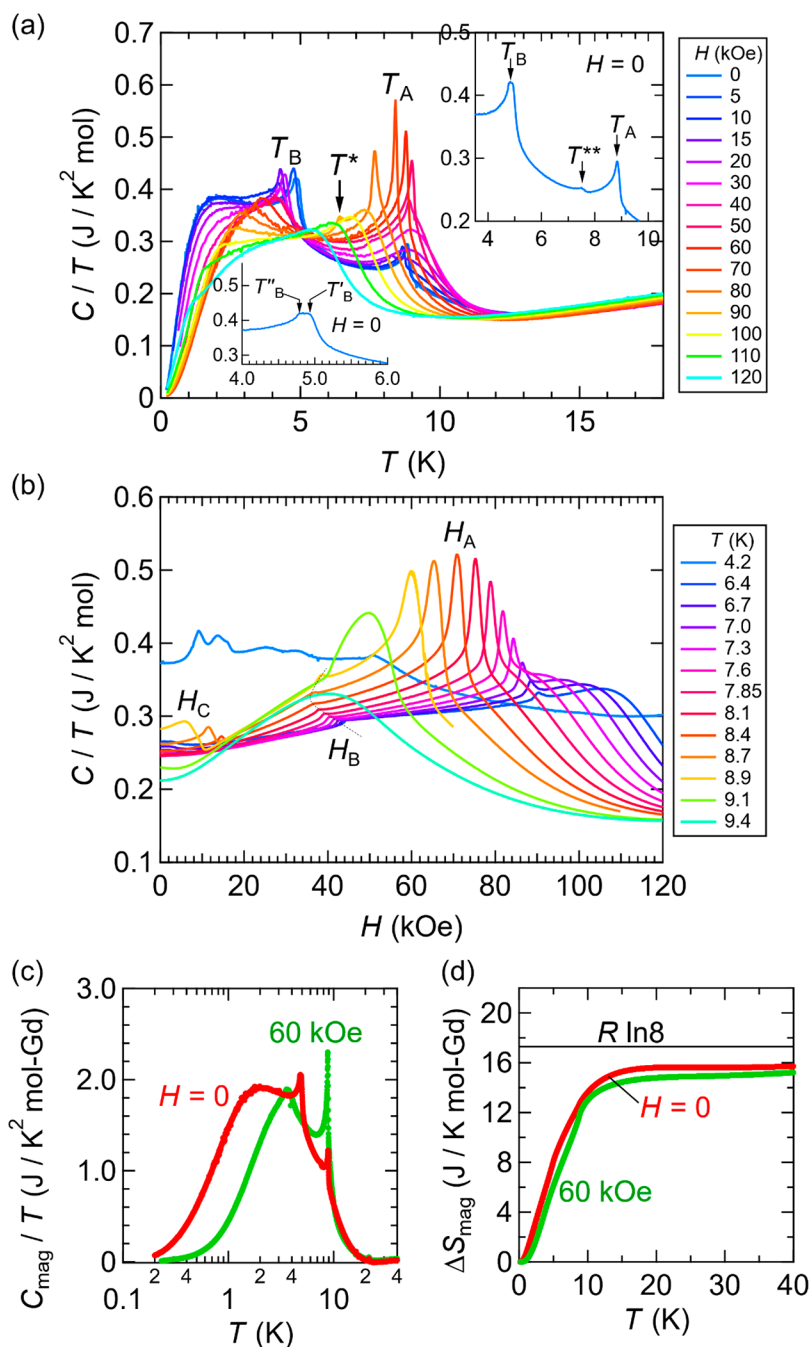 (a)
C / T (J / K² mol)
0.7
0.6
0.5
0.4
0.3
0.2
0.1
0
0 5 10 15
T (K)
T_B
T*
T_A
0.5
0.4
0.3
0.2
4 6 8 10
T_B
T**
T_A
H = 0
0.5
0.4
0.3
4.0 5.0 6.0
T″_B T′_B
H = 0
H (kOe)
0
5
10
15
20
30
40
50
60
70
80
90
100
110
120
(b)
C / T (J / K² mol)
0.6
0.5
0.4
0.3
0.2
0.1
0 20 40 60 80 100 120
H (kOe)
H_A
H_C
H_B
T (K)
4.2
6.4
6.7
7.0
7.3
7.6
7.85
8.1
8.4
8.7
8.9
9.1
9.4
(c)
C_mag / T (J / K² mol-Gd)
3.0
2.0
1.0
0
60 kOe
H = 0
0.1 2 4 1 2 4 10 2 4
T (K)
(d)
ΔS_mag (J / K mol-Gd)
20
16
12
8
4
0
R ln8
H = 0
60 kOe
0 10 20 30 40
T (K)